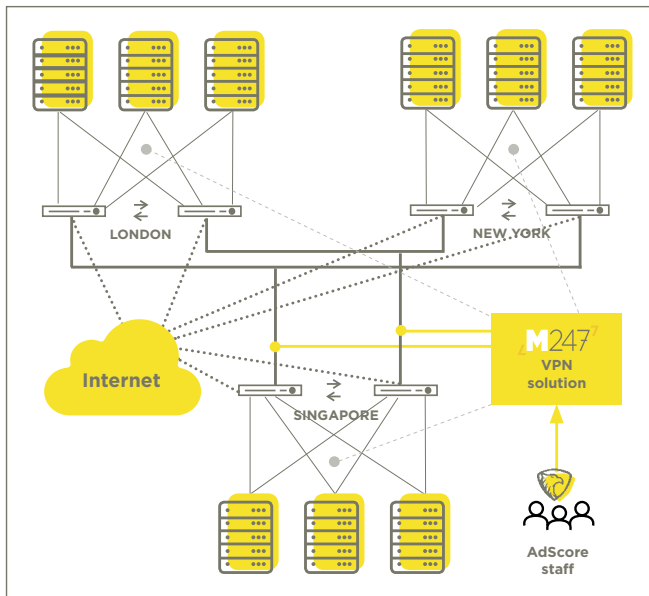 LONDON
NEW YORK
Internet
M247
VPN
solution
SINGAPORE
AdScore
staff